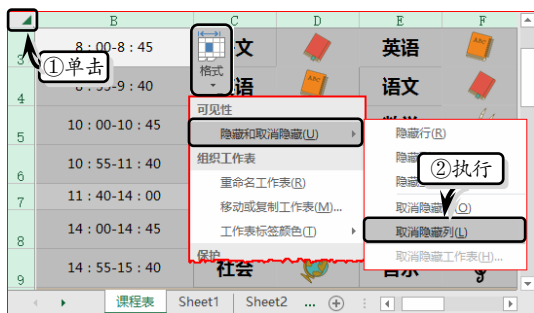 B C D E F
3 8：00-8：45 文 英语 ABC
①单击
格式
4 -9：40 语 ABC 语文
可见性
5 10：00-10：45 隐藏和取消隐藏(U) 隐藏行(R)
组织工作表
6 10：55-11：40 重命名工作表(R) ②执行
7 11：40-14：00 移动或复制工作表(M)... 取消隐藏 (O)
8 14：00-14：45 工作表标签颜色(T) 取消隐藏列(L)
保护 取消隐藏工作表(H)...
9 14：55-15：40 社会 音乐
课程表 Sheet1 Sheet2 ...